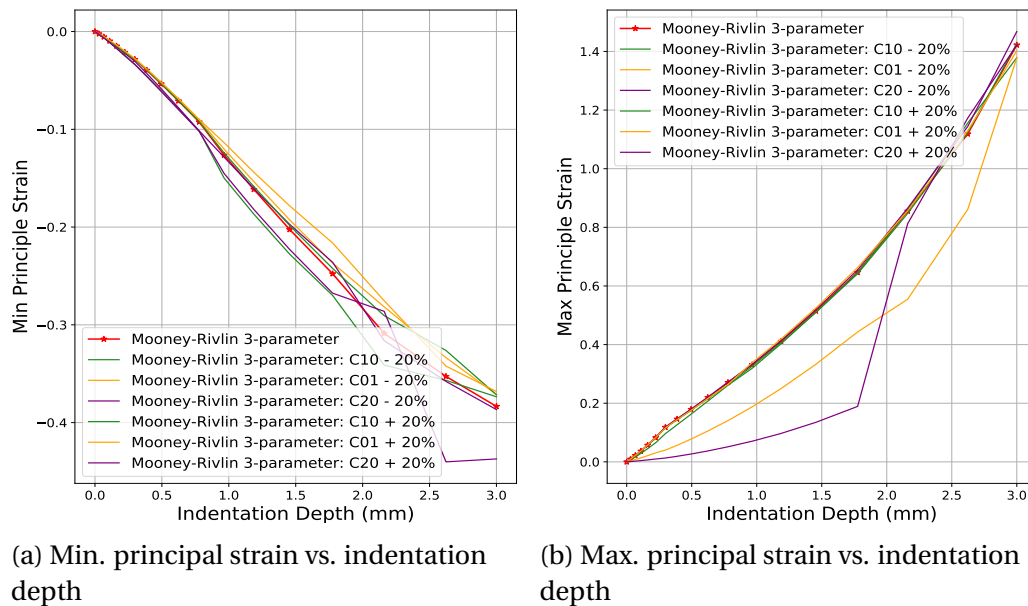 0.0
−0.1
−0.2
−0.3
−0.4
Min Principle Strain
Mooney-Rivlin 3-parameter
Mooney-Rivlin 3-parameter: C10 - 20%
Mooney-Rivlin 3-parameter: C01 - 20%
Mooney-Rivlin 3-parameter: C20 - 20%
Mooney-Rivlin 3-parameter: C10 + 20%
Mooney-Rivlin 3-parameter: C01 + 20%
Mooney-Rivlin 3-parameter: C20 + 20%
0.0 0.5 1.0 1.5 2.0 2.5 3.0
Indentation Depth (mm)
(a) Min. principal strain vs. indentation
depth
1.4
1.2
1.0
0.8
0.6
0.4
0.2
0.0
Max Principle Strain
Mooney-Rivlin 3-parameter
Mooney-Rivlin 3-parameter: C10 - 20%
Mooney-Rivlin 3-parameter: C01 - 20%
Mooney-Rivlin 3-parameter: C20 - 20%
Mooney-Rivlin 3-parameter: C10 + 20%
Mooney-Rivlin 3-parameter: C01 + 20%
Mooney-Rivlin 3-parameter: C20 + 20%
0.0 0.5 1.0 1.5 2.0 2.5 3.0
Indentation Depth (mm)
(b) Max. principal strain vs. indentation
depth